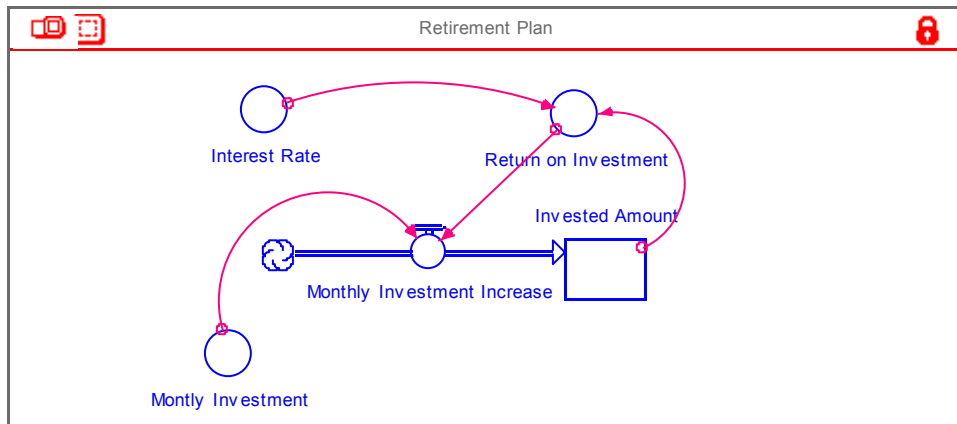 Retirement Plan
Interest Rate
Return on Investment
Invested Amount
Monthly Investment Increase
Montly Investment